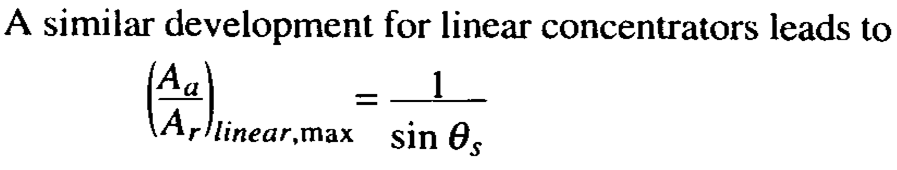 A similar development for linear concentrators leads to
(A_a/A_r)_linear,max = 1/sin θ_s